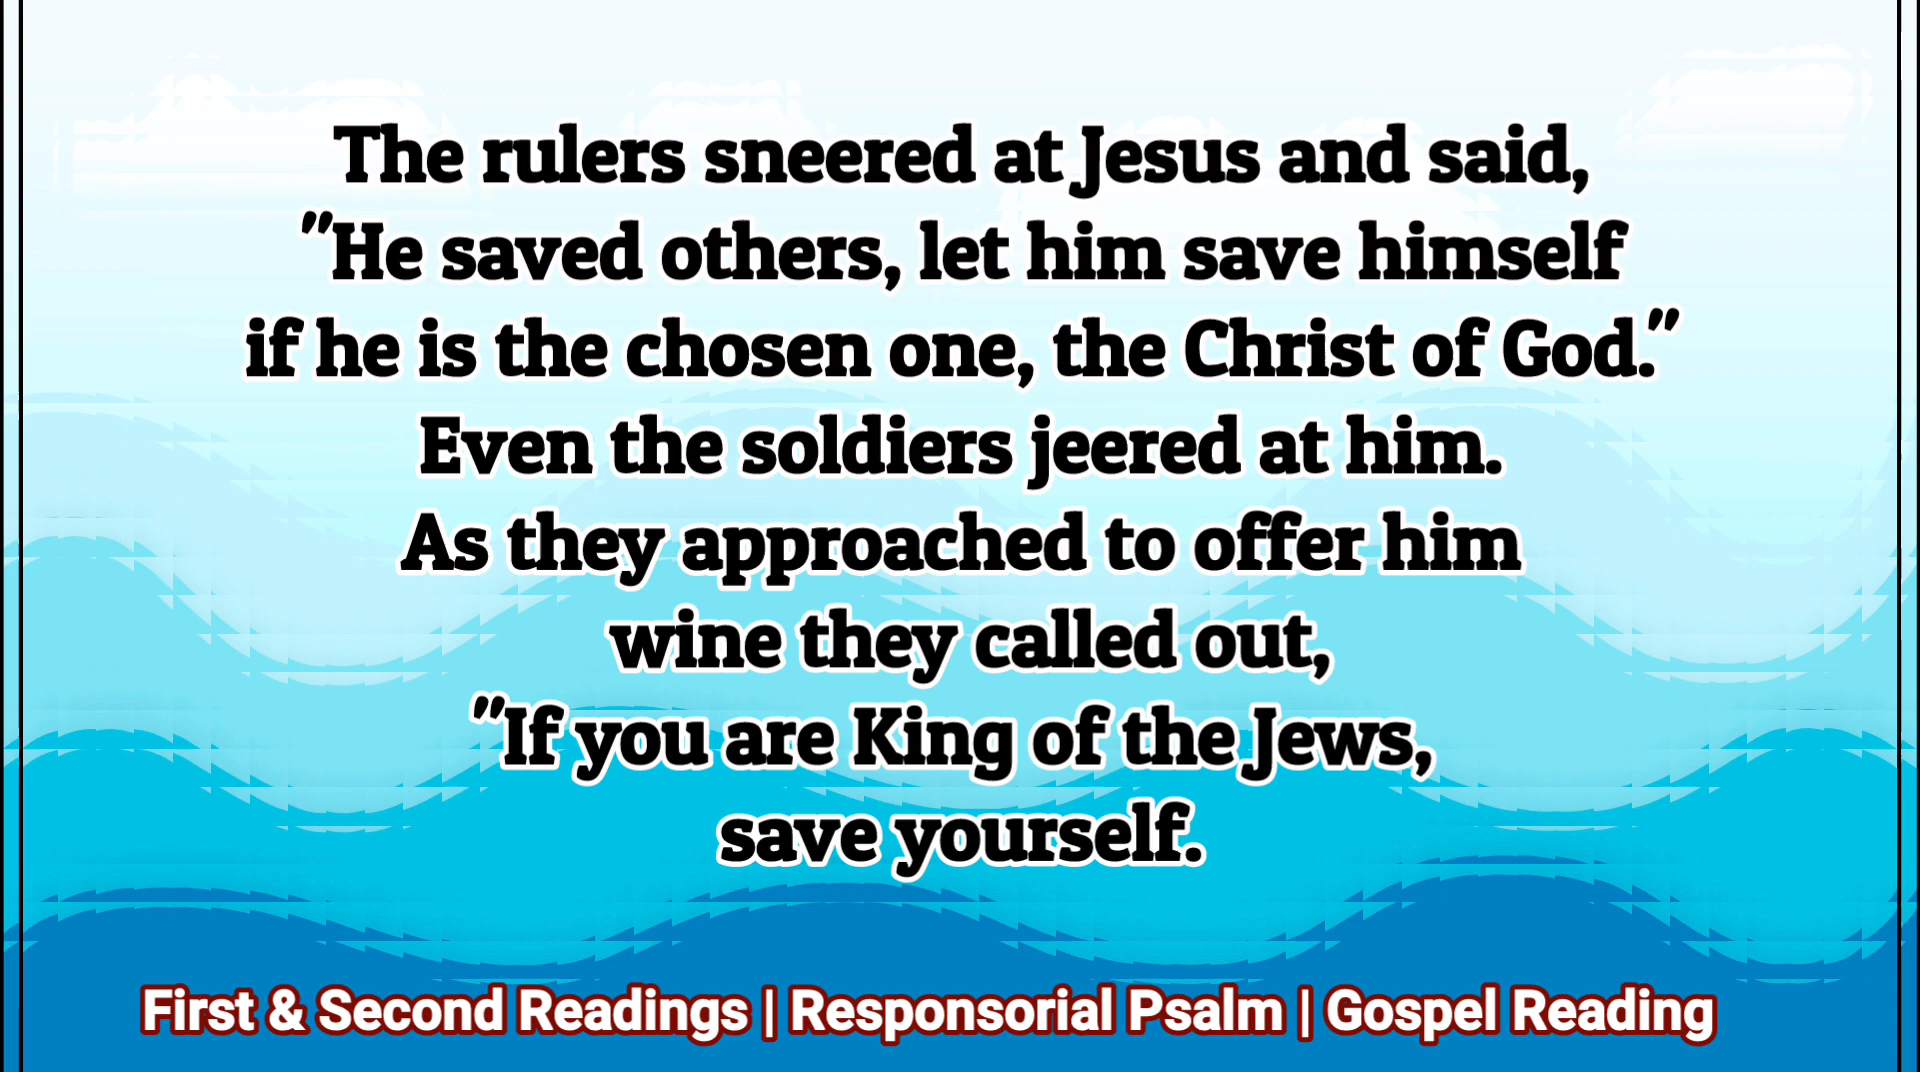 The rulers sneered at Jesus and said,
"He saved others, let him save himself
if he is the chosen one, the Christ of God."
Even the soldiers jeered at him.
As they approached to offer him
wine they called out,
"If you are King of the Jews,
save yourself.
First & Second Readings | Responsorial Psalm | Gospel Reading